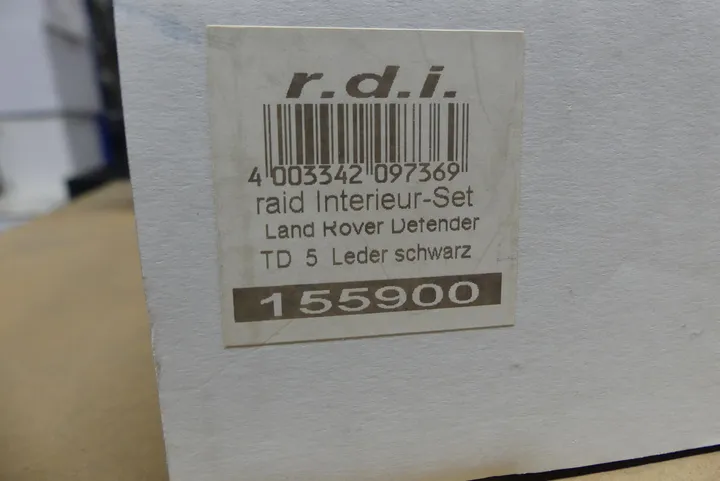 r.d.i.
4 003342 097369
raid Interieur-Set
Land Rover Defender
TD 5 Leder schwarz
155900